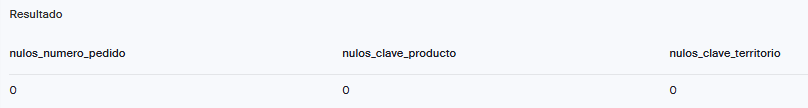 Resultado
nulos_numero_pedido nulos_clave_producto nulos_clave_territorio
0 0 0